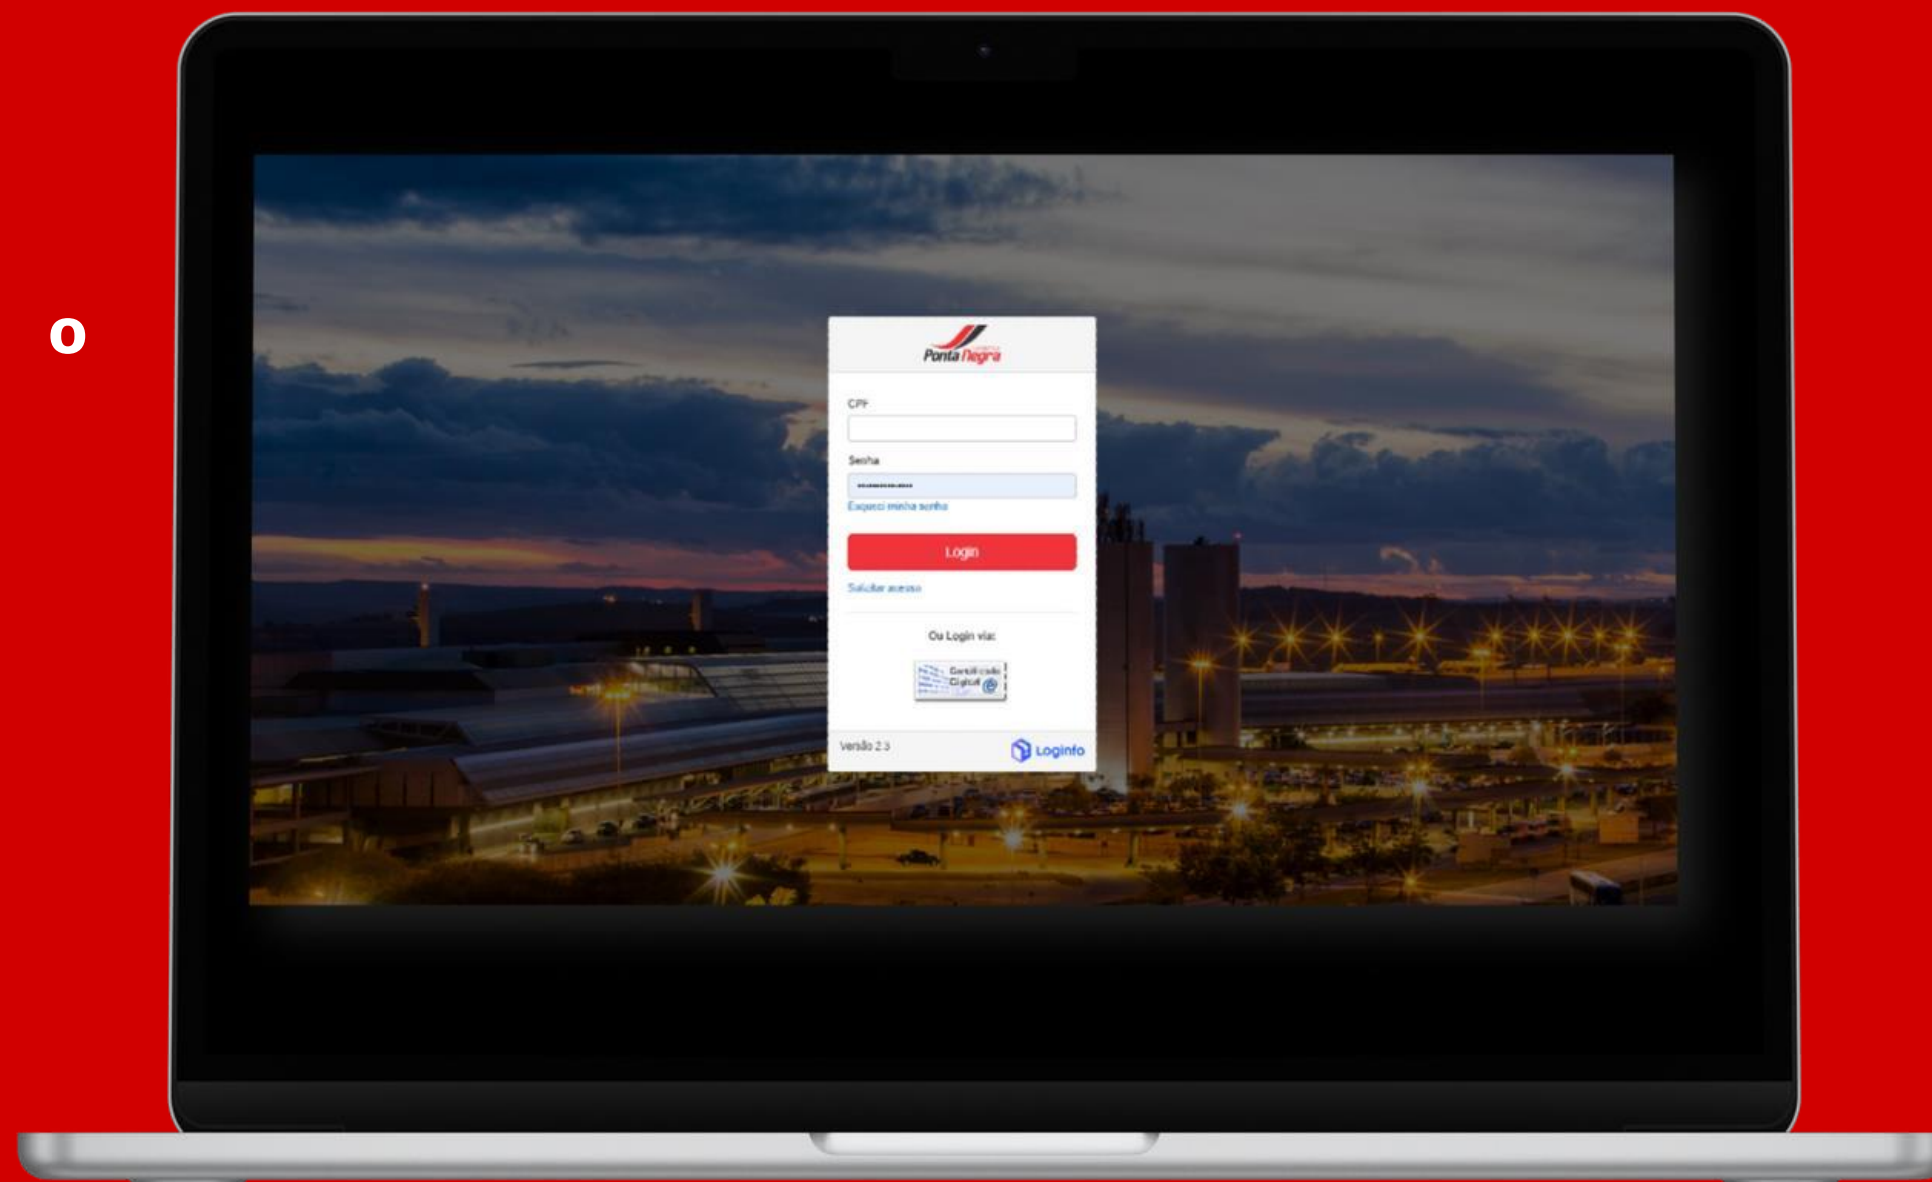 o
Ponta Negra
CPF
Senha
Esqueci minha senha
Login
Solicitar acesso
Ou Login via:
Certificado
Digital
Versão 2.3
Loginfo